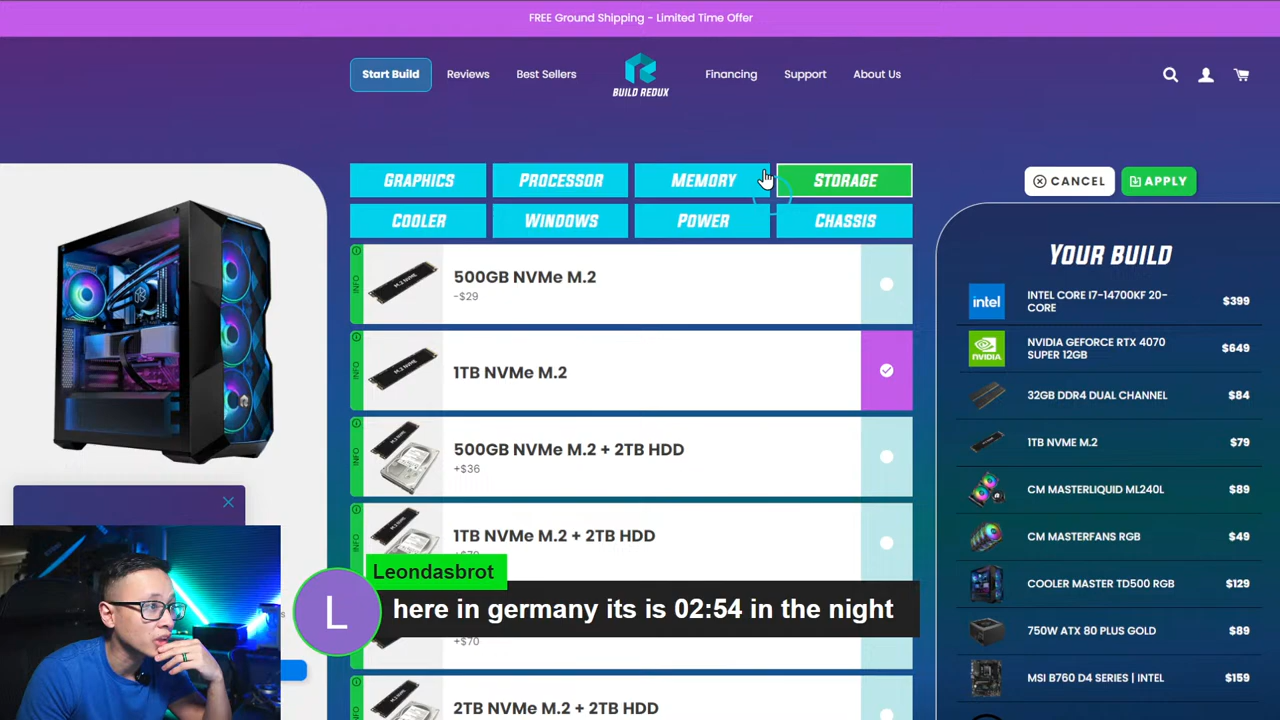 FREE Ground Shipping - Limited Time Offer
Start Build
Reviews
Best Sellers
BUILD REDUX
Financing
Support
About Us
GRAPHICS
PROCESSOR
MEMORY
STORAGE
COOLER
WINDOWS
POWER
CHASSIS
CANCEL
APPLY
INFO
500GB NVMe M.2
-$29
INFO
1TB NVMe M.2
INFO
500GB NVMe M.2 + 2TB HDD
+$36
INFO
1TB NVMe M.2 + 2TB HDD
Leondasbrot
here in germany its is 02:54 in the night
+$70
2TB NVMe M.2 + 2TB HDD
YOUR BUILD
intel
INTEL CORE I7-14700KF 20-
CORE
$399
NVIDIA
NVIDIA GEFORCE RTX 4070
SUPER 12GB
$649
32GB DDR4 DUAL CHANNEL
$84
1TB NVME M.2
$79
CM MASTERLIQUID ML240L
$89
CM MASTERFANS RGB
$49
COOLER MASTER TD500 RGB
$129
750W ATX 80 PLUS GOLD
$89
MSI B760 D4 SERIES | INTEL
$159
L